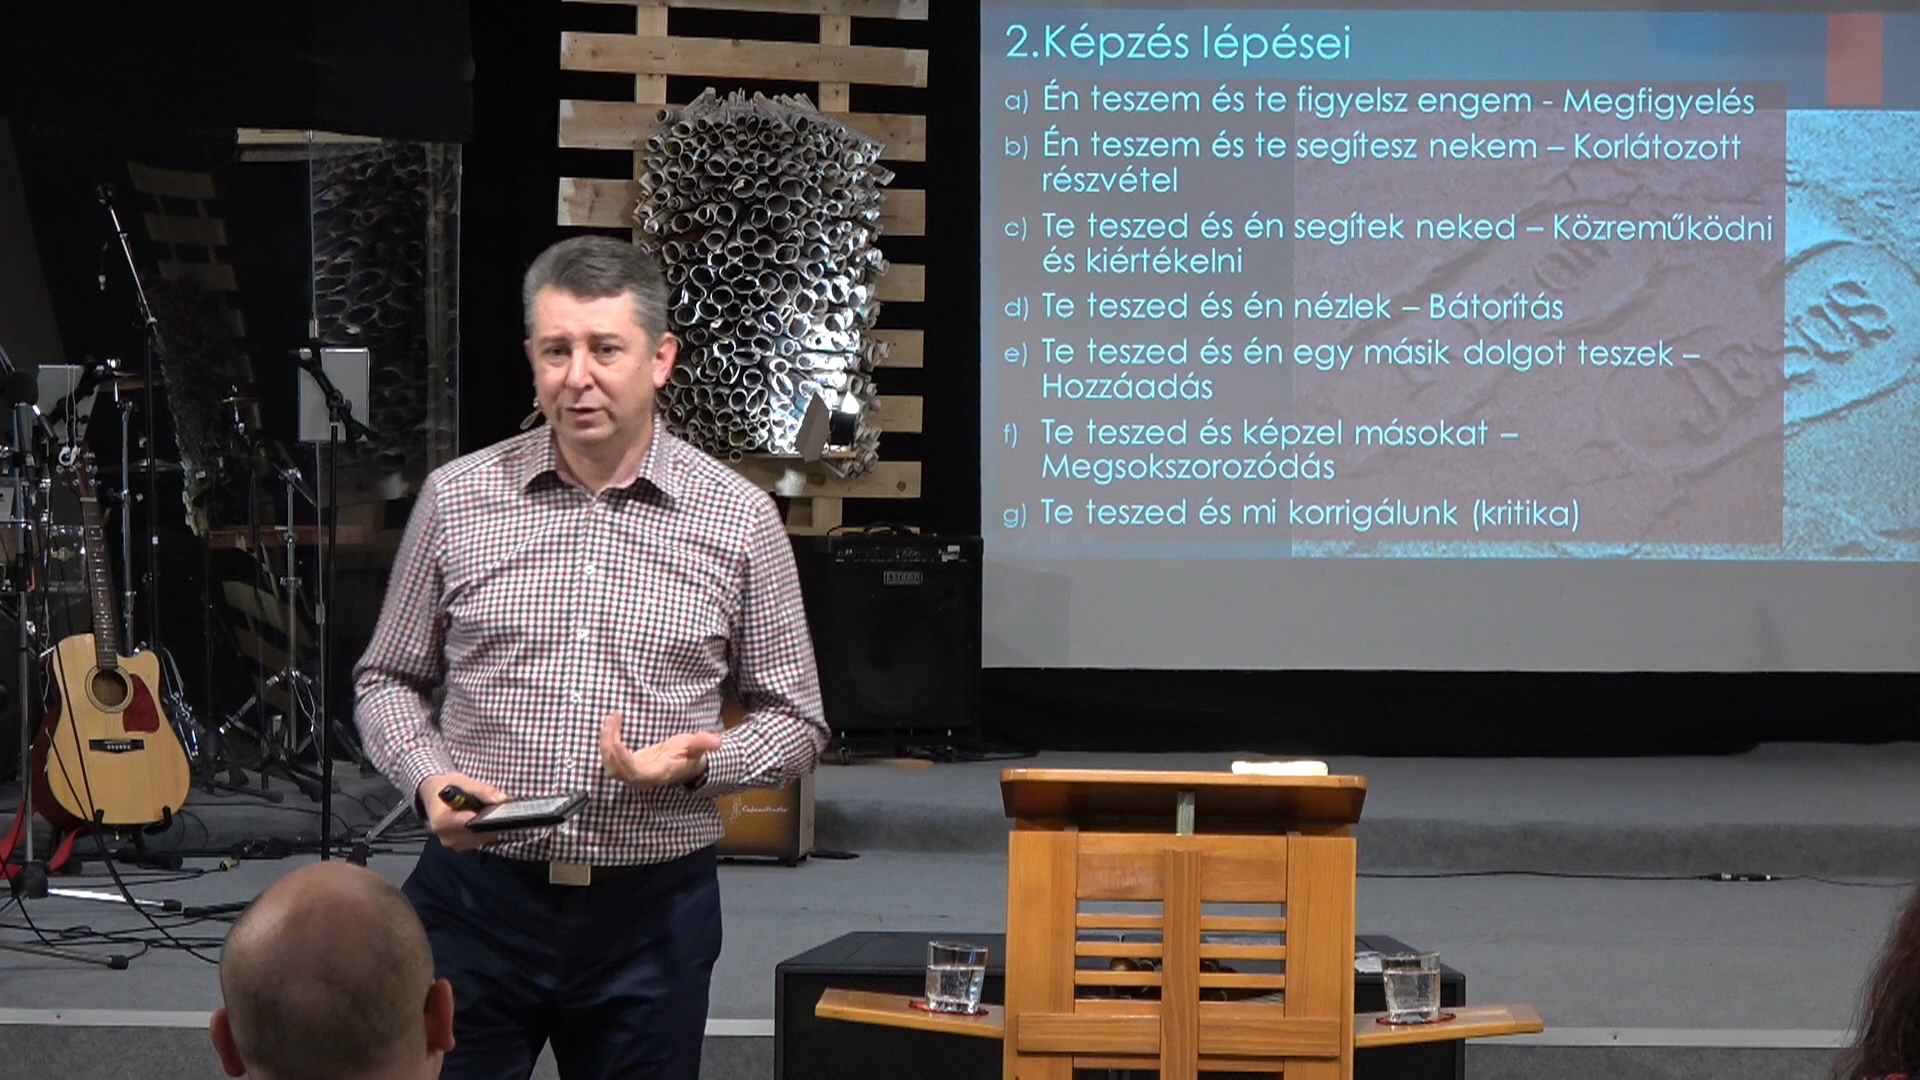 2.Képzés lépései
a) Én teszem és te figyelsz engem - Megfigyelés
b) Én teszem és te segítesz nekem – Korlátozott
részvétel
c) Te teszed és én segítek neked – Közreműködni
és kiértékelni
d) Te teszed és én nézlek – Bátorítás
e) Te teszed és én egy másik dolgot teszek –
Hozzáadás
f) Te teszed és képzel másokat –
Megsokszorozódás
g) Te teszed és mi korrigálunk (kritika)
JESUS
FENDER